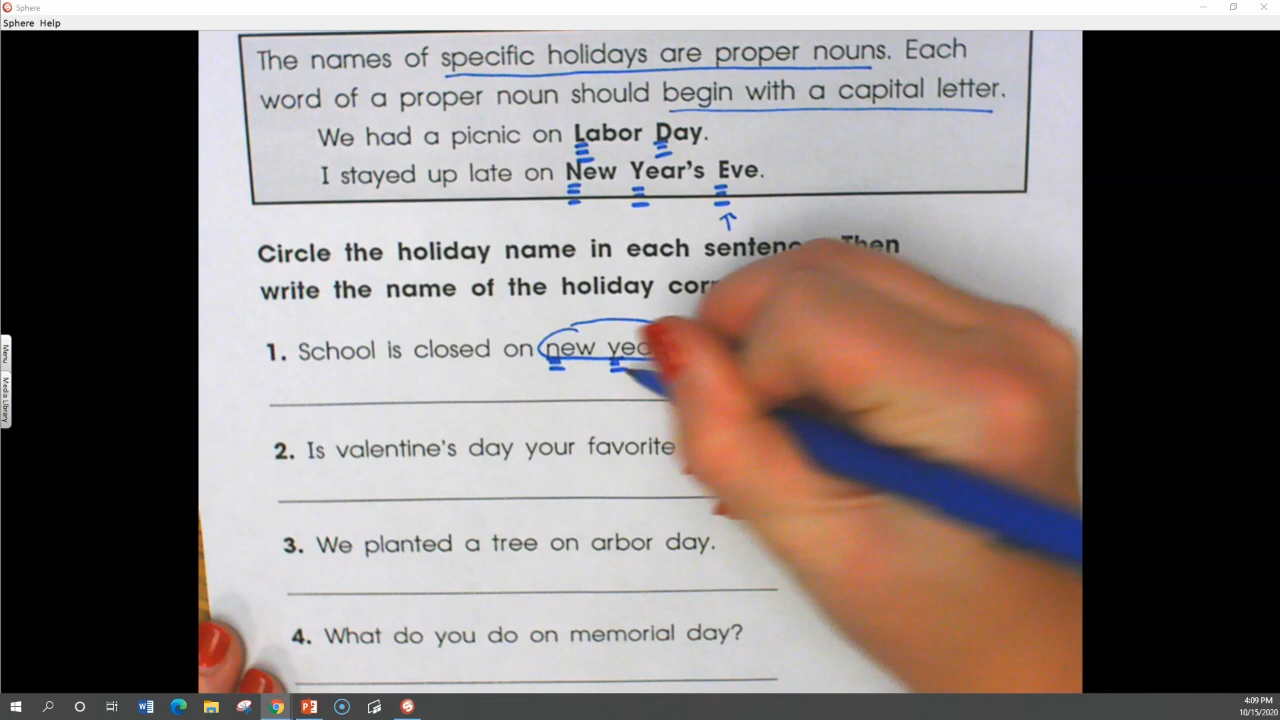 Sphere
Sphere Help
The names of specific holidays are proper nouns. Each
word of a proper noun should begin with a capital letter.
We had a picnic on Labor Day.
I stayed up late on New Year's Eve.
Circle the holiday name in each Then
write the name of the holiday
1. School is closed on new
2. Is valentine's day your favorite
3. We planted a tree on arbor day.
4. What do you do on memorial day?
Menu
Media Library
4:09 PM
10/15/2020